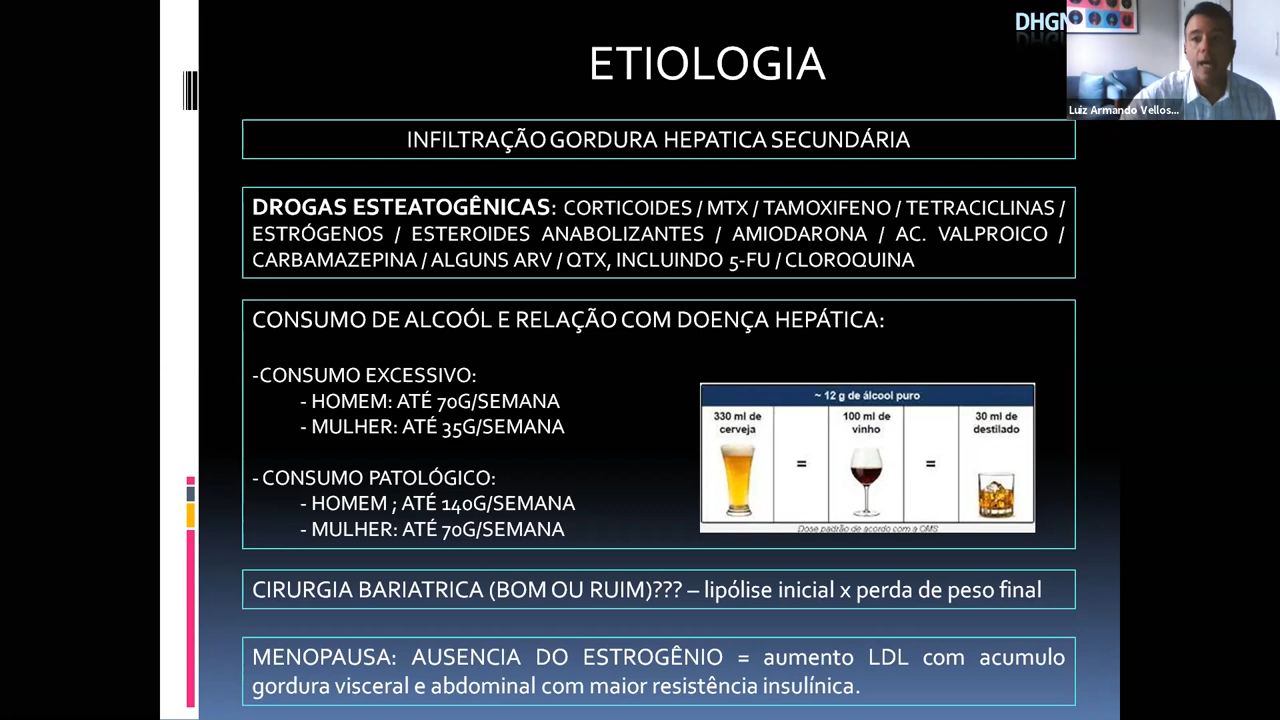 DHGN
ETIOLOGIA
Luiz Armando Vellos...
INFILTRAÇÃO GORDURA HEPATICA SECUNDÁRIA
DROGAS ESTEATOGÊNICAS: CORTICOIDES / MTX / TAMOXIFENO / TETRACICLINAS /
ESTRÓGENOS / ESTEROIDES ANABOLIZANTES / AMIODARONA / AC. VALPROICO /
CARBAMAZEPINA / ALGUNS ARV / QTX, INCLUINDO 5-FU / CLOROQUINA
CONSUMO DE ALCOÓL E RELAÇÃO COM DOENÇA HEPÁTICA:
-CONSUMO EXCESSIVO:
- HOMEM: ATÉ 70G/SEMANA
- MULHER: ATÉ 35G/SEMANA
- CONSUMO PATOLÓGICO:
- HOMEM ; ATÉ 140G/SEMANA
- MULHER: ATÉ 70G/SEMANA
~ 12 g de álcool puro
330 ml de cerveja
=
100 ml de vinho
=
30 ml de destilado
Dose padrão de acordo com a OMS
CIRURGIA BARIATRICA (BOM OU RUIM)??? – lipólise inicial x perda de peso final
MENOPAUSA: AUSENCIA DO ESTROGÊNIO = aumento LDL com acumulo
gordura visceral e abdominal com maior resistência insulínica.